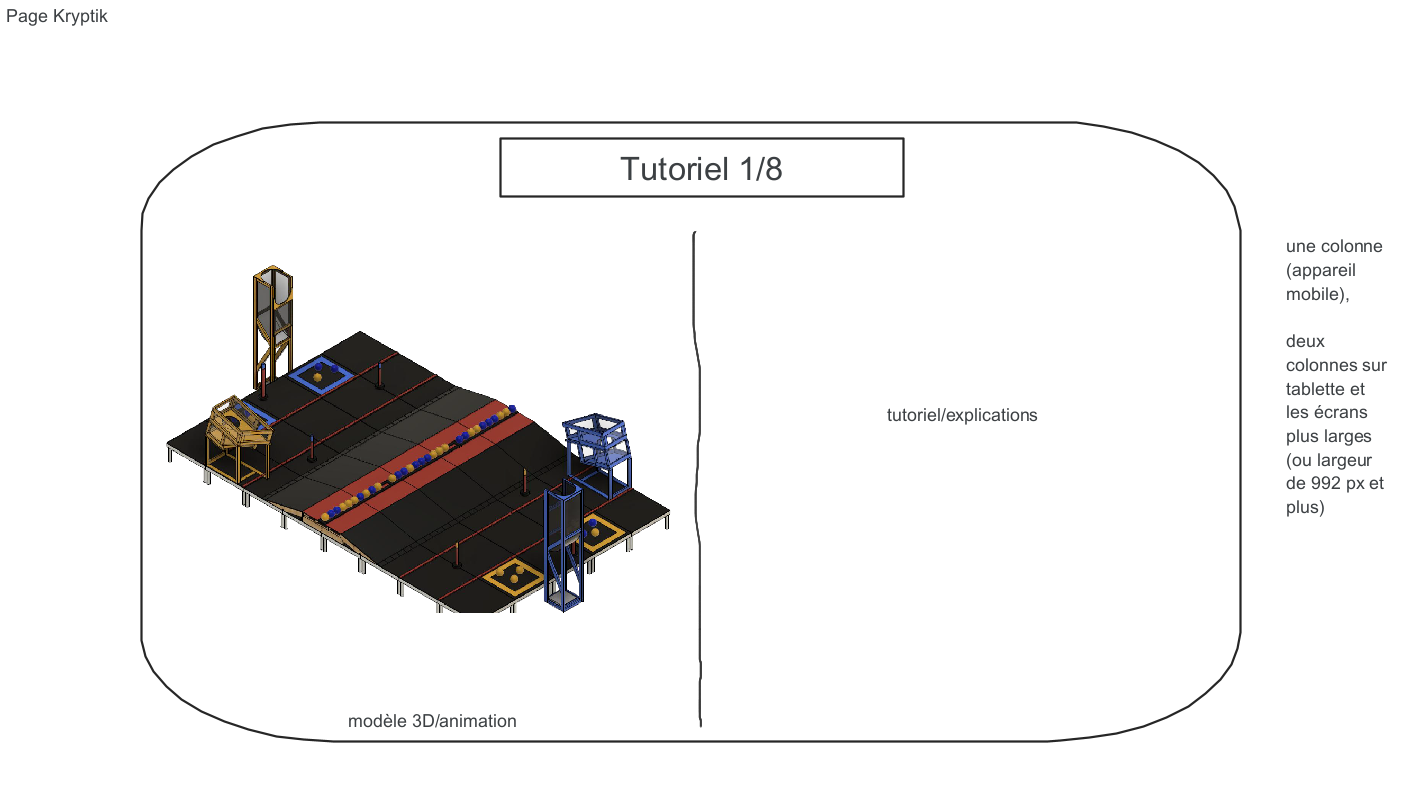 Page Kryptik
Tutoriel 1/8
une colonne
(appareil
mobile),
deux
colonnes sur
tablette et
les écrans
plus larges
(ou largeur
de 992 px et
plus)
tutoriel/explications
modèle 3D/animation